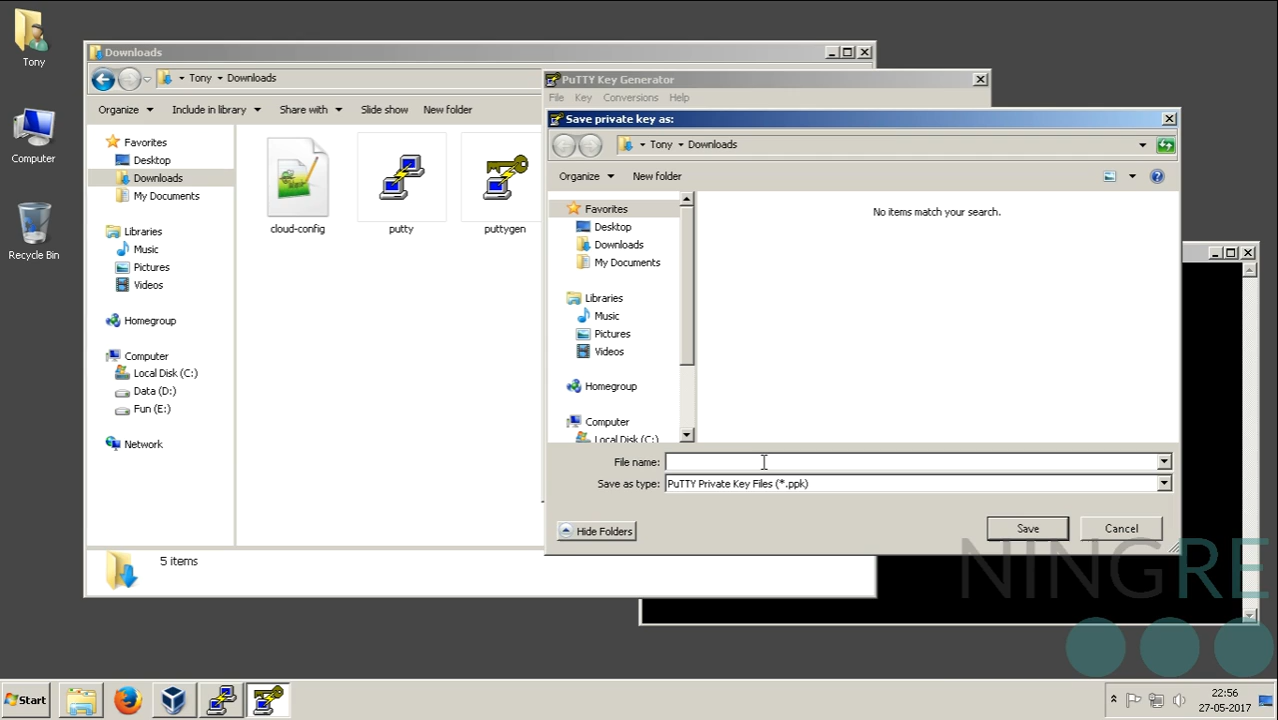 Tony
Computer
Recycle Bin
Downloads
Tony Downloads
Organize Include in library Share with Slide show New folder
Favorites
Desktop
Downloads
My Documents
Libraries
Music
Pictures
Videos
Homegroup
Computer
Local Disk (C:)
Data (D:)
Fun (E:)
Network
cloud-config putty puttygen
5 items
PuTTY Key Generator
File Key Conversions Help
Save private key as:
Tony Downloads
Organize New folder
Favorites
Desktop
Downloads
My Documents
Libraries
Music
Pictures
Videos
Homegroup
Computer
Local Disk (C:)
No items match your search.
File name:
Save as type: PuTTY Private Key Files (*.ppk)
Hide Folders Save Cancel
NINGRE
Start
22:56
27-05-2017